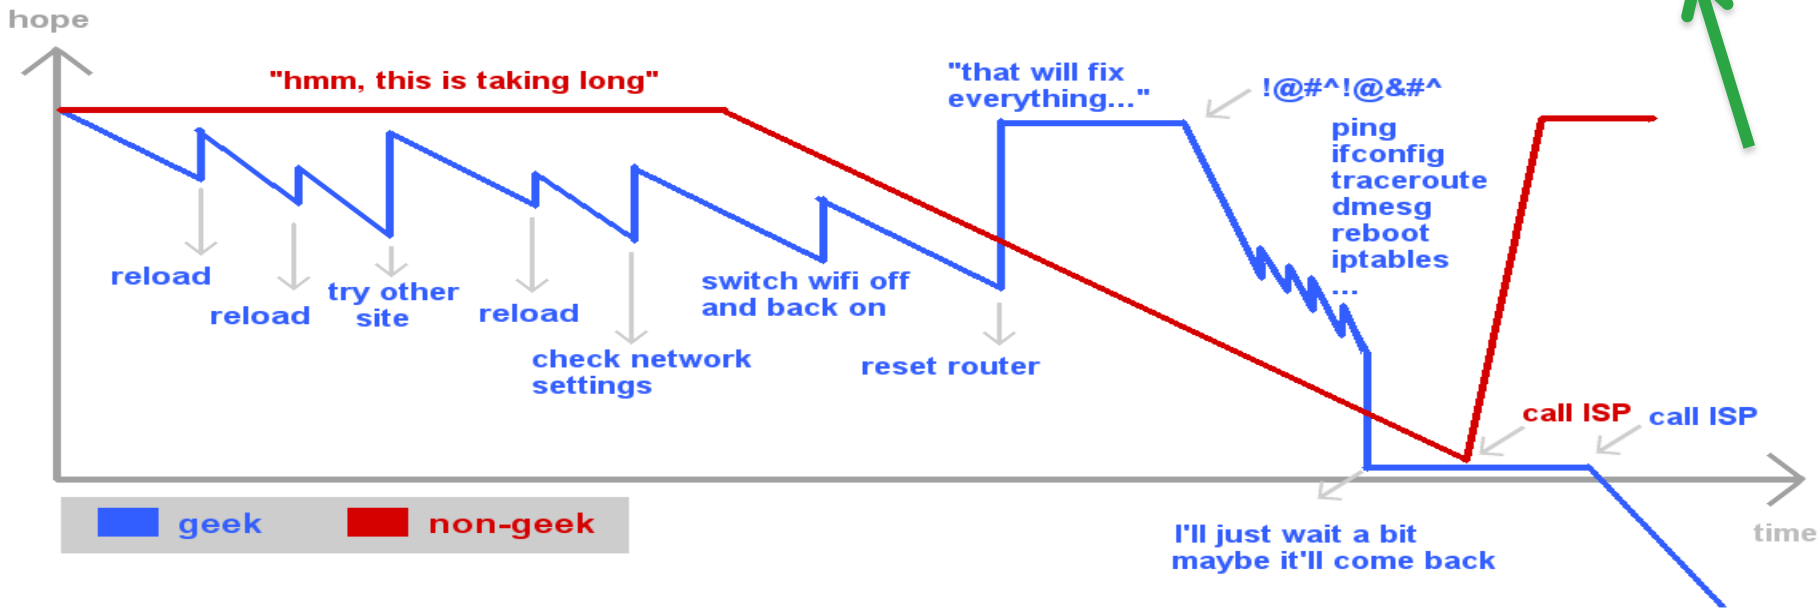 hope
"hmm, this is taking long"
"that will fix
everything..."
!@#^!@&#^
ping
ifconfig
traceroute
dmesg
reboot
iptables
...
reload
reload
try other
site
reload
check network
settings
switch wifi off
and back on
reset router
call ISP
call ISP
I'll just wait a bit
maybe it'll come back
time
geek
non-geek